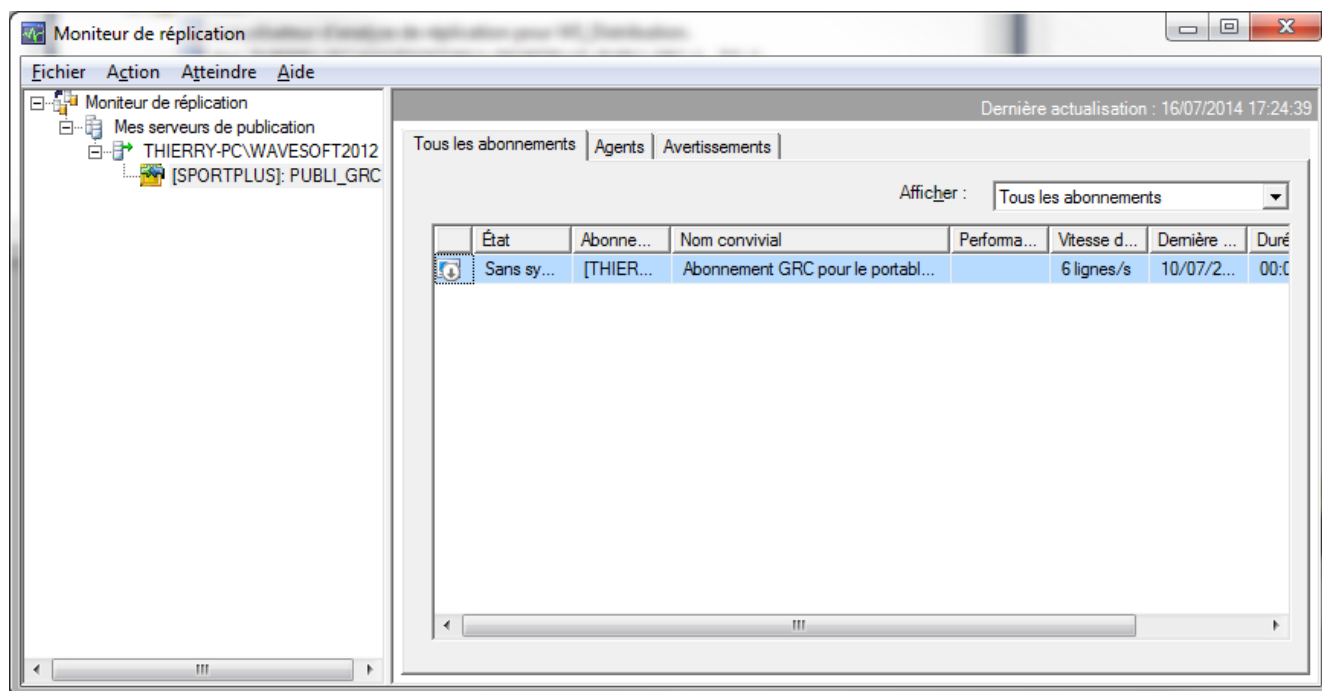 Moniteur de réplication
Fichier Action Atteindre Aide
Moniteur de réplication
Mes serveurs de publication
THIERRY-PC\WAVESOFT2012
[SPORTPLUS]: PUBLI_GRC
Dernière actualisation : 16/07/2014 17:24:39
Tous les abonnements Agents Avertissements
Afficher : Tous les abonnements
État Abonne... Nom convivial Performa... Vitesse d... Dernière ... Duré
Sans sy... [THIER... Abonnement GRC pour le portabl... 6 lignes/s 10/07/2... 00:0